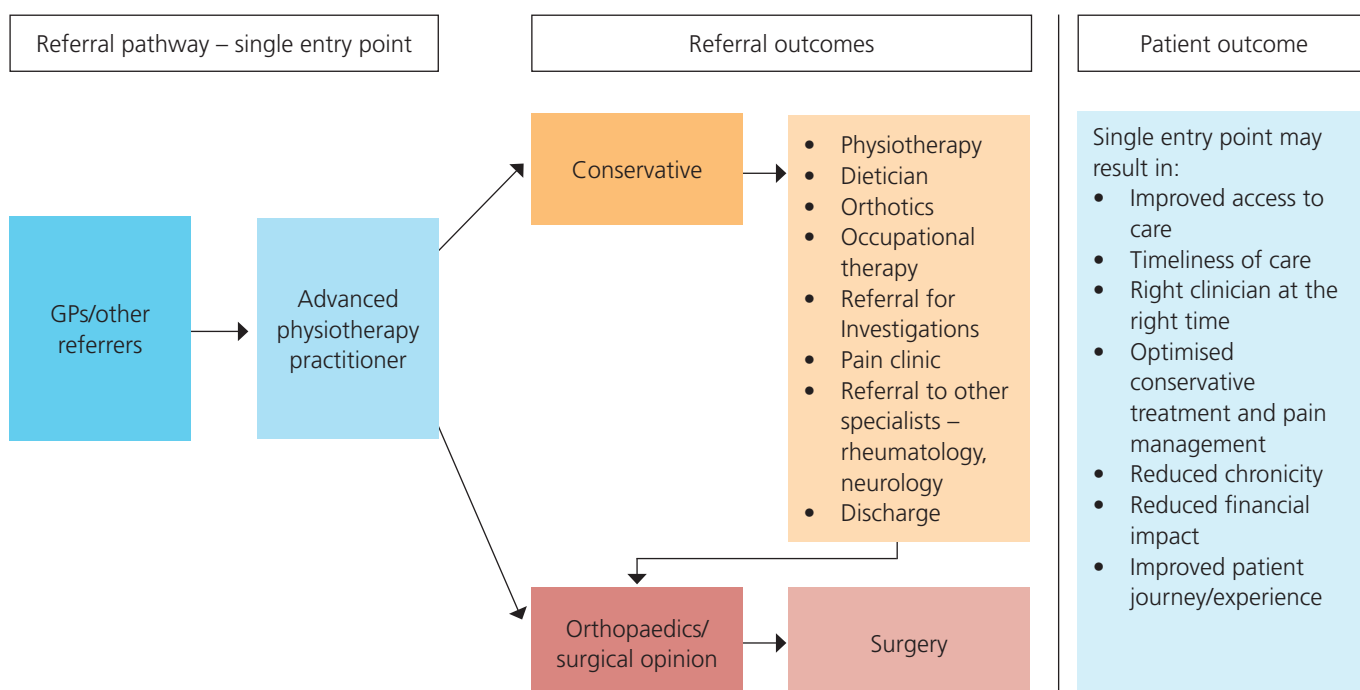 Referral pathway – single entry point
Referral outcomes
Patient outcome
GPs/other
referrers
Advanced
physiotherapy
practitioner
Conservative
• Physiotherapy
• Dietician
• Orthotics
• Occupational
therapy
• Referral for
Investigations
• Pain clinic
• Referral to other
specialists –
rheumatology,
neurology
• Discharge
Orthopaedics/
surgical opinion
Surgery
Single entry point may
result in:
• Improved access to
care
• Timeliness of care
• Right clinician at the
right time
• Optimised
conservative
treatment and pain
management
• Reduced chronicity
• Reduced financial
impact
• Improved patient
journey/experience